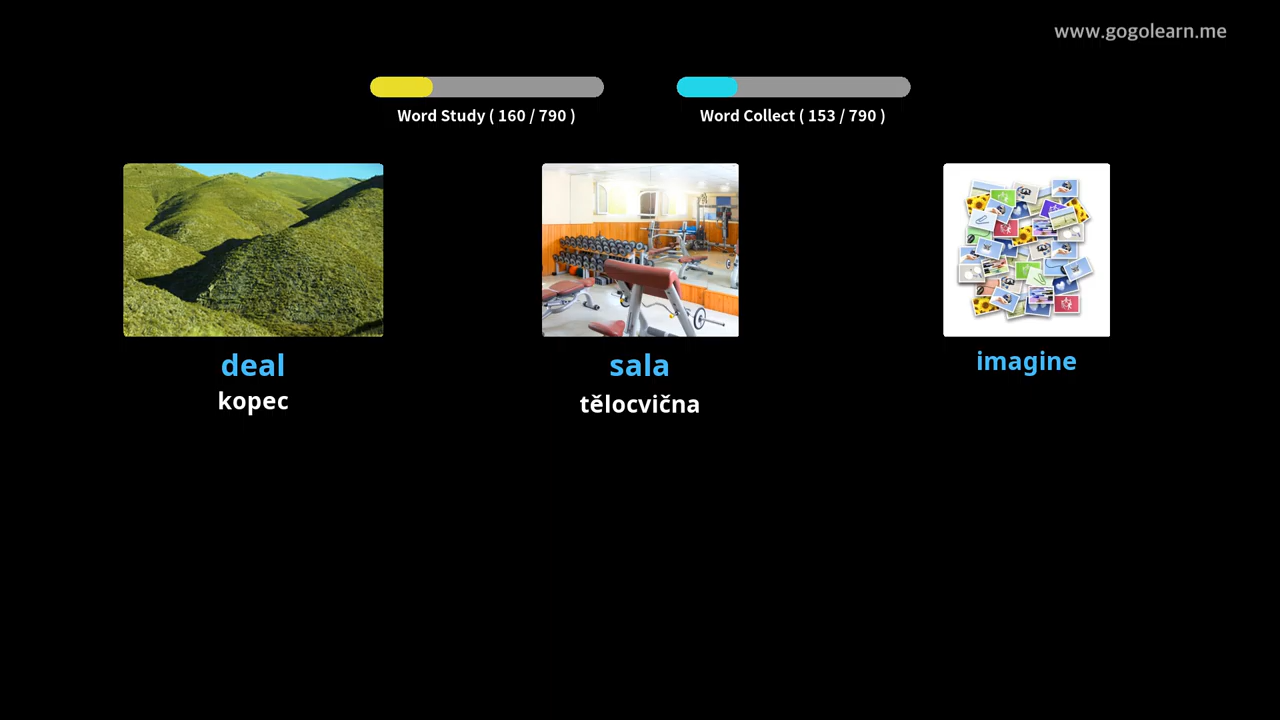 www.gogolearn.me
Word Study ( 160 / 790 )
Word Collect ( 153 / 790 )
deal
kopec
sala
tělocvična
imagine